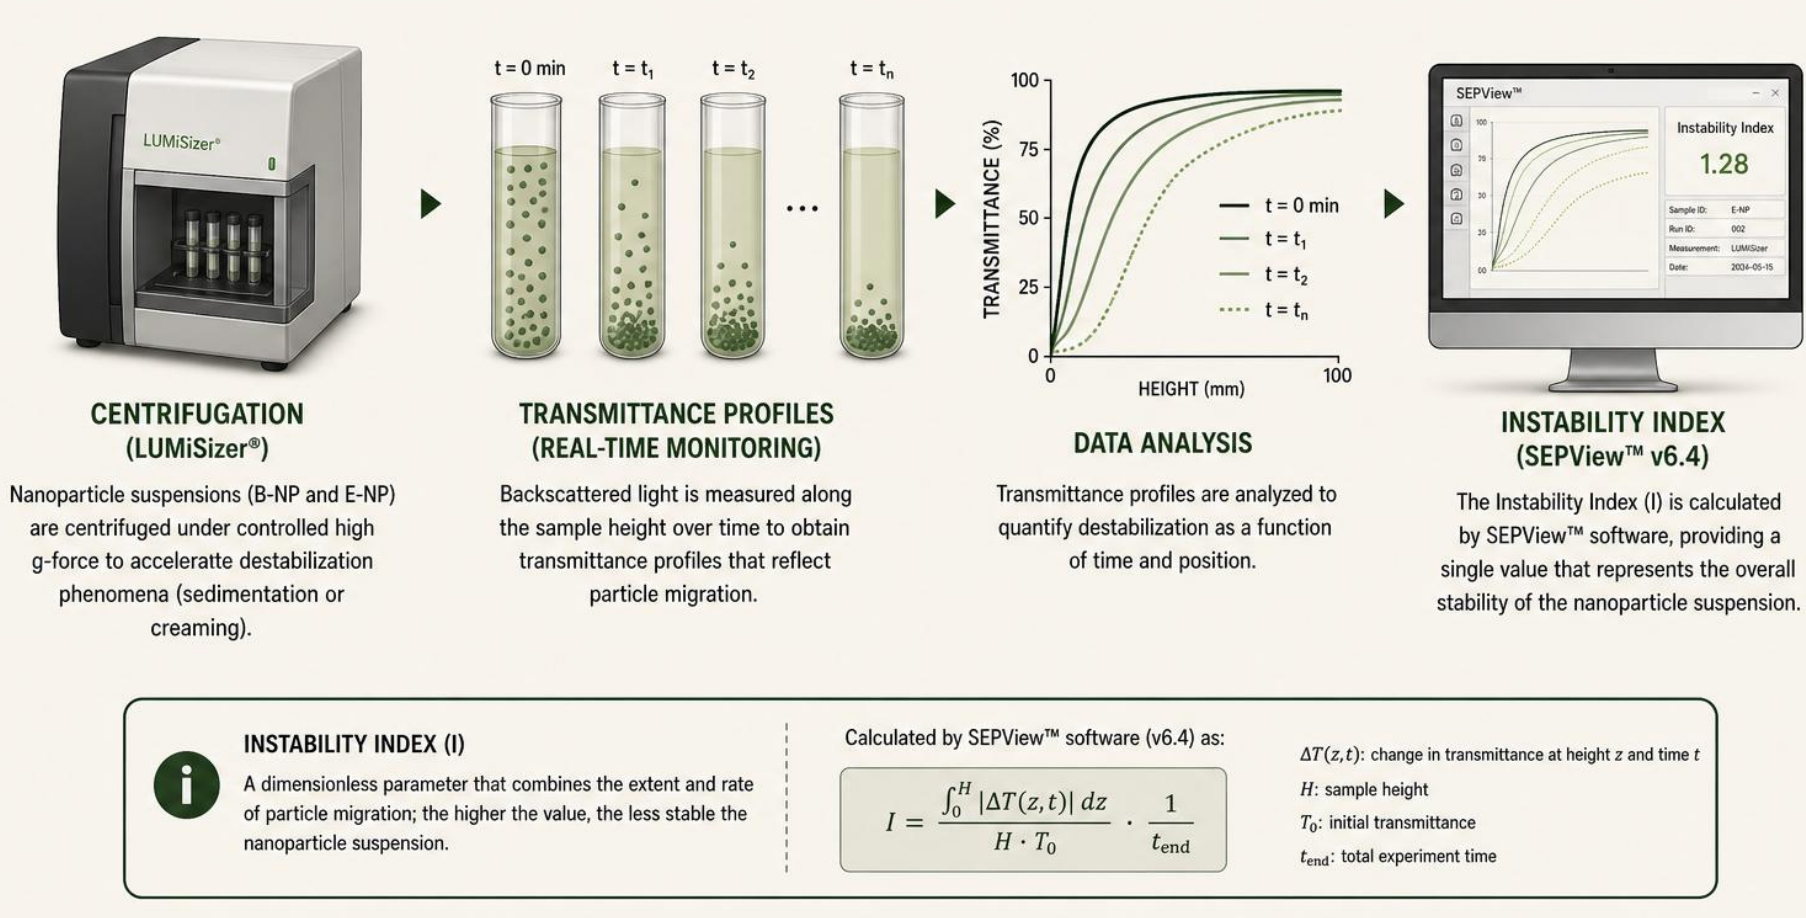 LUMiSizer®
t = 0 min
t = t₁
t = t₂
t = tₙ
...
TRANSMITTANCE (%)
100
75
50
25
0
0
100
HEIGHT (mm)
t = 0 min
t = t₁
t = t₂
t = tₙ
SEPView™
100
Instability Index
1.28
Sample ID: E-NP
Run ID: 002
Measurement: LUMiSizer
CENTRIFUGATION
(LUMiSizer®)
Nanoparticle suspensions (B-NP and E-NP)
are centrifuged under controlled high
g-force to acceleratte destabilization
phenomena (sedimentation or
creaming).
TRANSMITTANCE PROFILES
(REAL-TIME MONITORING)
Backscattered light is measured along
the sample height over time to obtain
transmittance profiles that reflect
particle migration.
DATA ANALYSIS
Transmittance profiles are analyzed to
quantify destabilization as a function
of time and position.
INSTABILITY INDEX
(SEPView™ v6.4)
The Instability Index (I) is calculated
by SEPView™ software, providing a
single value that represents the overall
stability of the nanoparticle suspension.
i
INSTABILITY INDEX (I)
A dimensionless parameter that combines the extent and rate
of particle migration; the higher the value, the less stable the
nanoparticle suspension.
Calculated by SEPView™ software (v6.4) as:
I = ∫₀ᴴ |ΔT(z,t)| dz / H · T₀ · 1 / t_end
ΔT(z,t): change in transmittance at height z and time t
H: sample height
T₀: initial transmittance
t_end: total experiment time